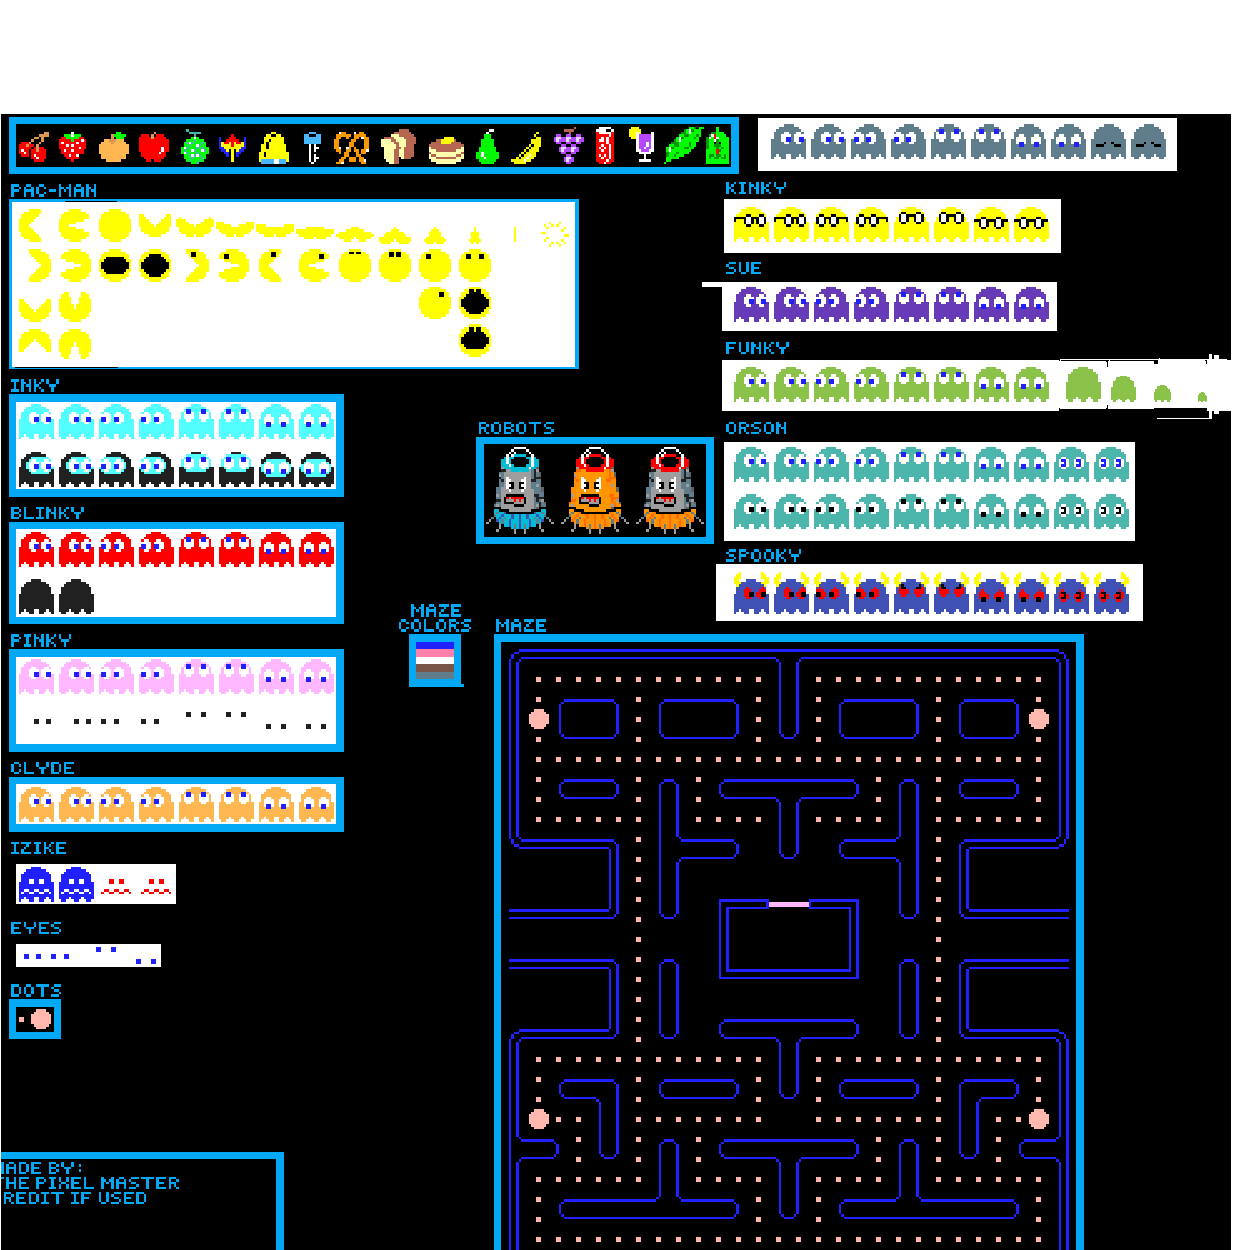 PAC-MAN
KINKY
SUE
FUNKY
INKY
ROBOTS
ORSON
BLINKY
SPOOKY
MAZE
COLORS
MAZE
PINKY
CLYDE
IZIKE
EYES
DOTS
ADE BY:
HE PIXEL MASTER
REDIT IF USED